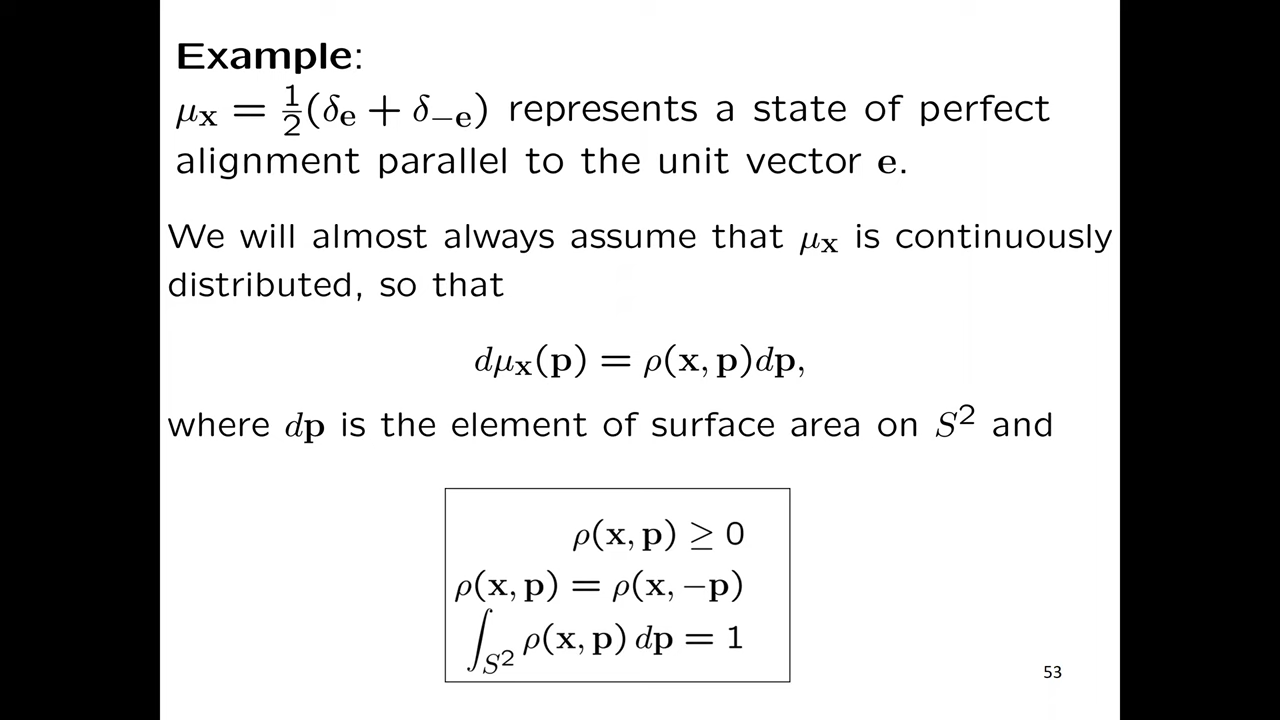 Example:
μ𝐱 = ½(δ𝐞 + δ−𝐞) represents a state of perfect
alignment parallel to the unit vector 𝐞.
We will almost always assume that μ𝐱 is continuously
distributed, so that
dμ𝐱(𝐩) = ρ(𝐱, 𝐩)d𝐩,
where d𝐩 is the element of surface area on S² and
ρ(𝐱, 𝐩) ≥ 0
ρ(𝐱, 𝐩) = ρ(𝐱, −𝐩)
∫S² ρ(𝐱, 𝐩) d𝐩 = 1
53